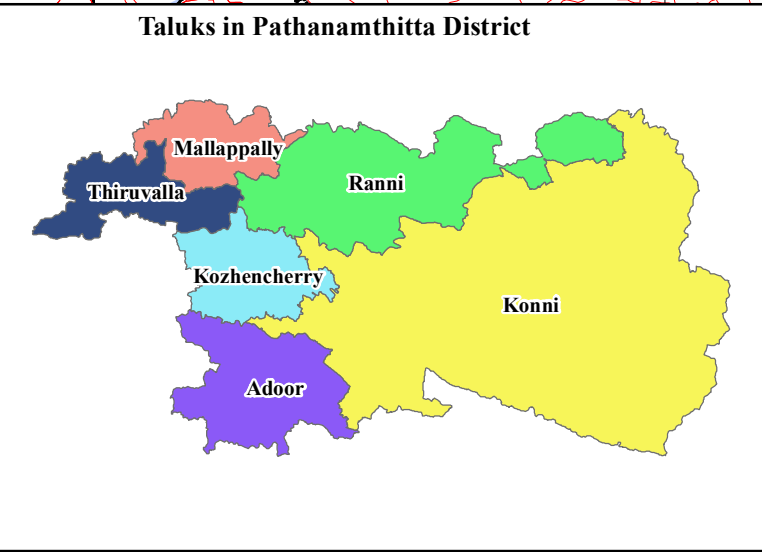 Taluks in Pathanamthitta District
Mallappally
Ranni
Thiruvalla
Kozhencherry
Konni
Adoor